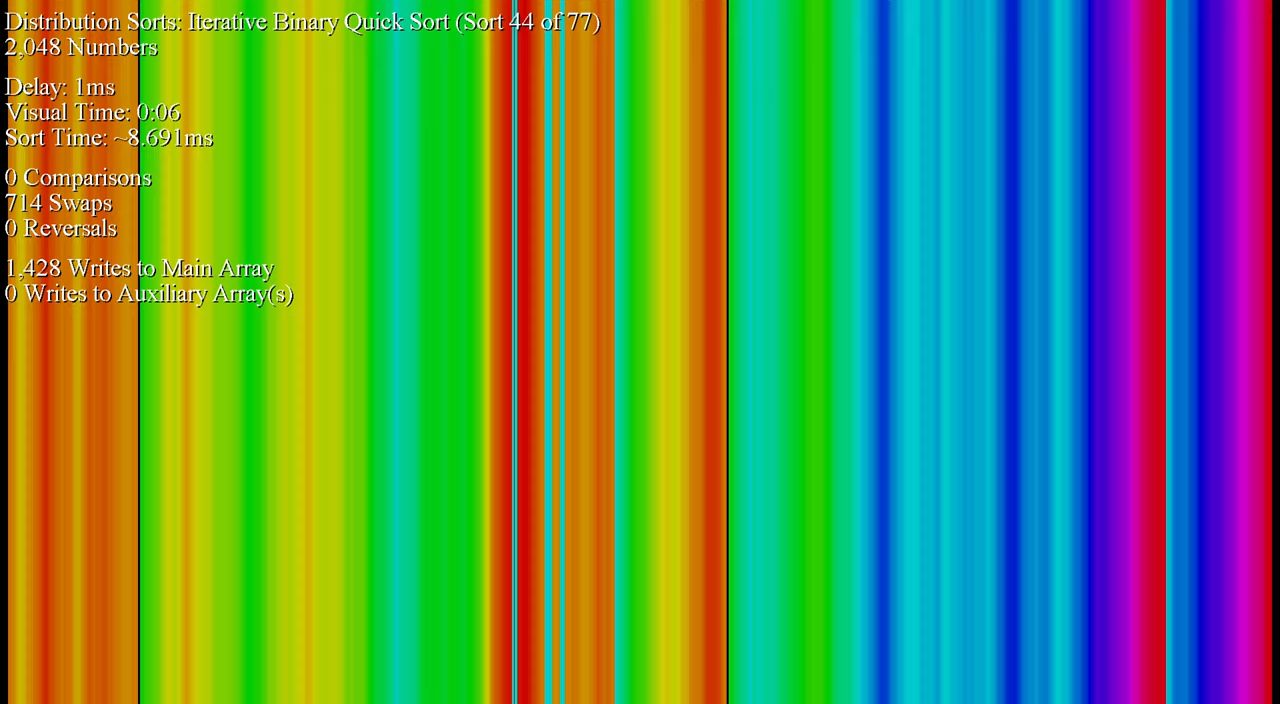 Distribution Sorts: Iterative Binary Quick Sort (Sort 44 of 77)
2,048 Numbers
Delay: 1ms
Visual Time: 0:06
Sort Time: ~8.691ms
0 Comparisons
714 Swaps
0 Reversals
1,428 Writes to Main Array
0 Writes to Auxiliary Array(s)